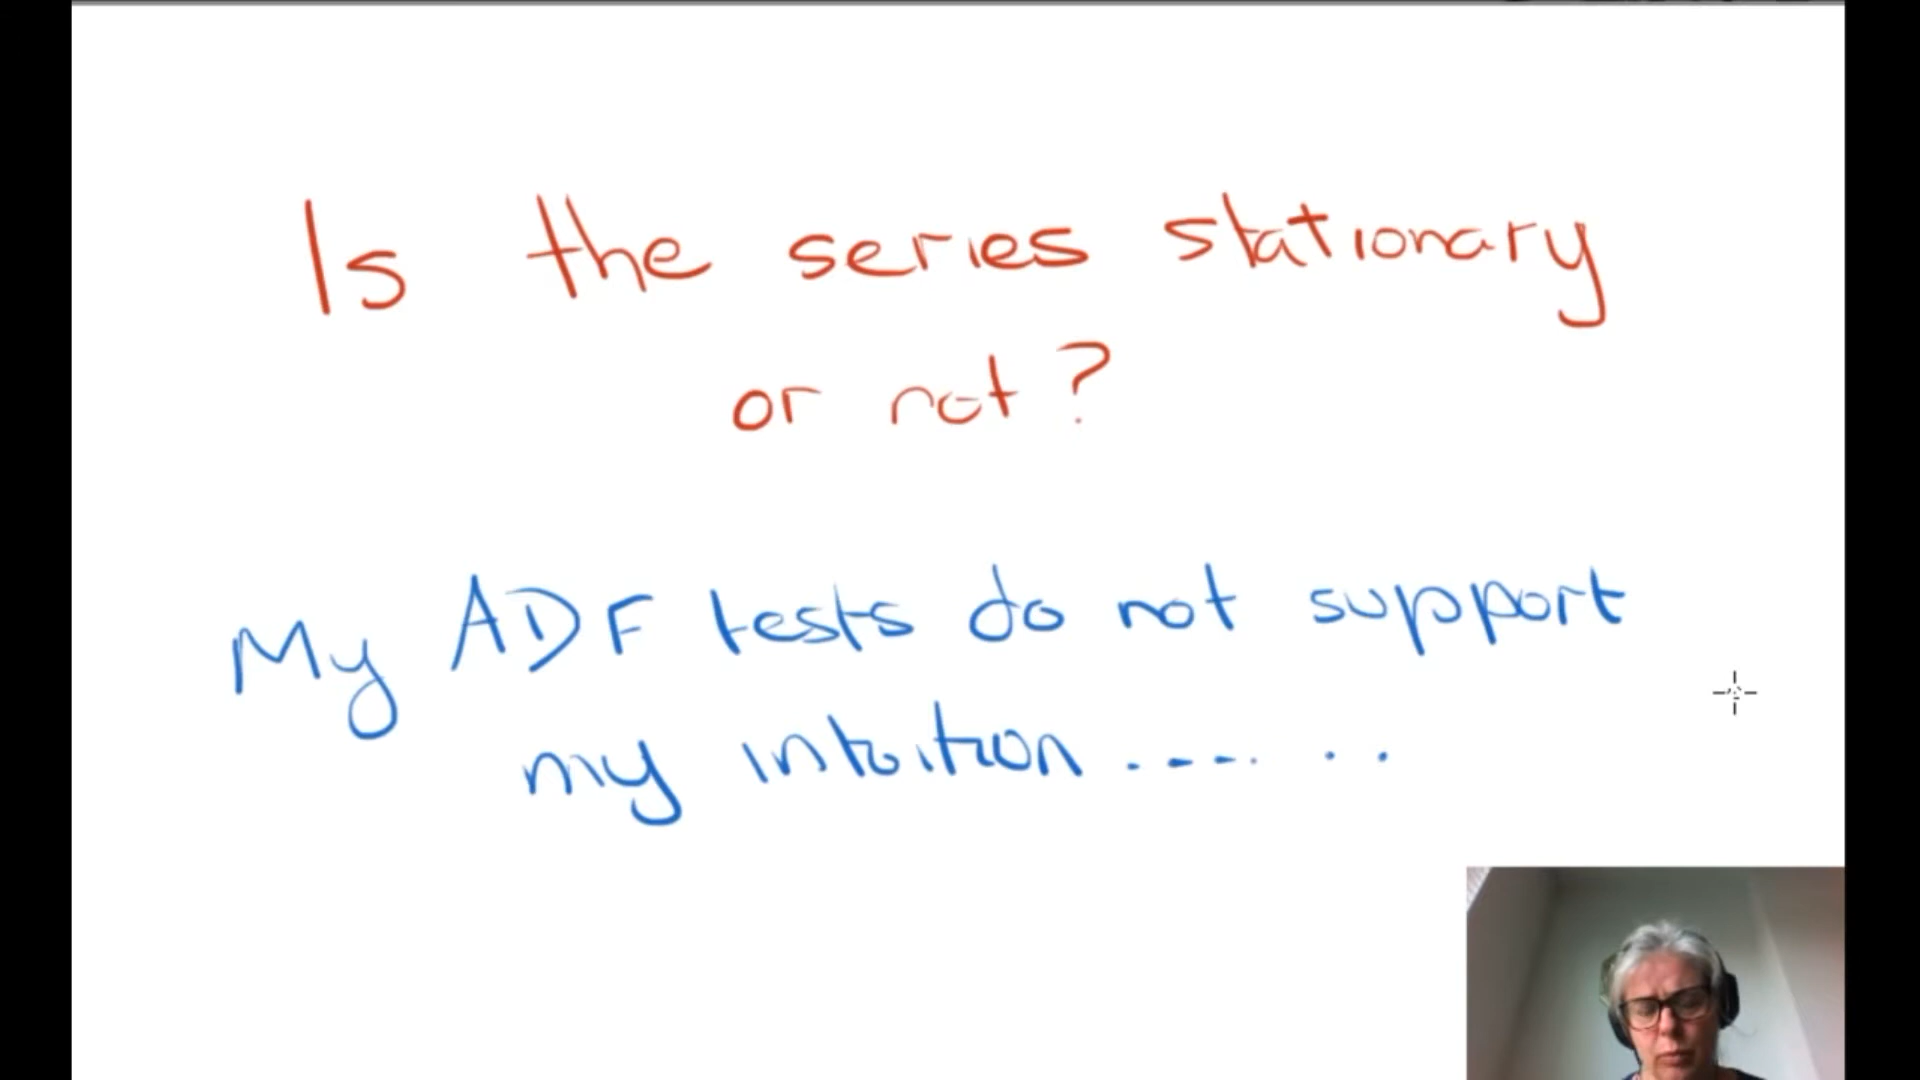 Is the series stationary
or not?
My ADF tests do not support
my intuition ..... ..